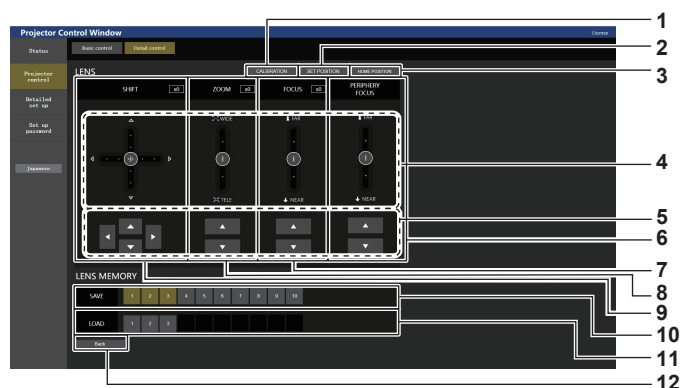 1
Projector Control Window
License
2
Status
Basic control
Detail control
3
Projector control
LENS
CALIBRATION
SET POSITION
HOME POSITION
SHIFT
x0
ZOOM
x0
FOCUS
x0
PERIPHERY
FOCUS
Detailed
set up
WIDE
FAR
FAR
Set up
password
4
Japanese
TELE
NEAR
NEAR
5
6
7
LENS MEMORY
8
SAVE
1 2 3 4 5 6 7 8 9 10
9
10
LOAD
1 2 3
11
Back
12